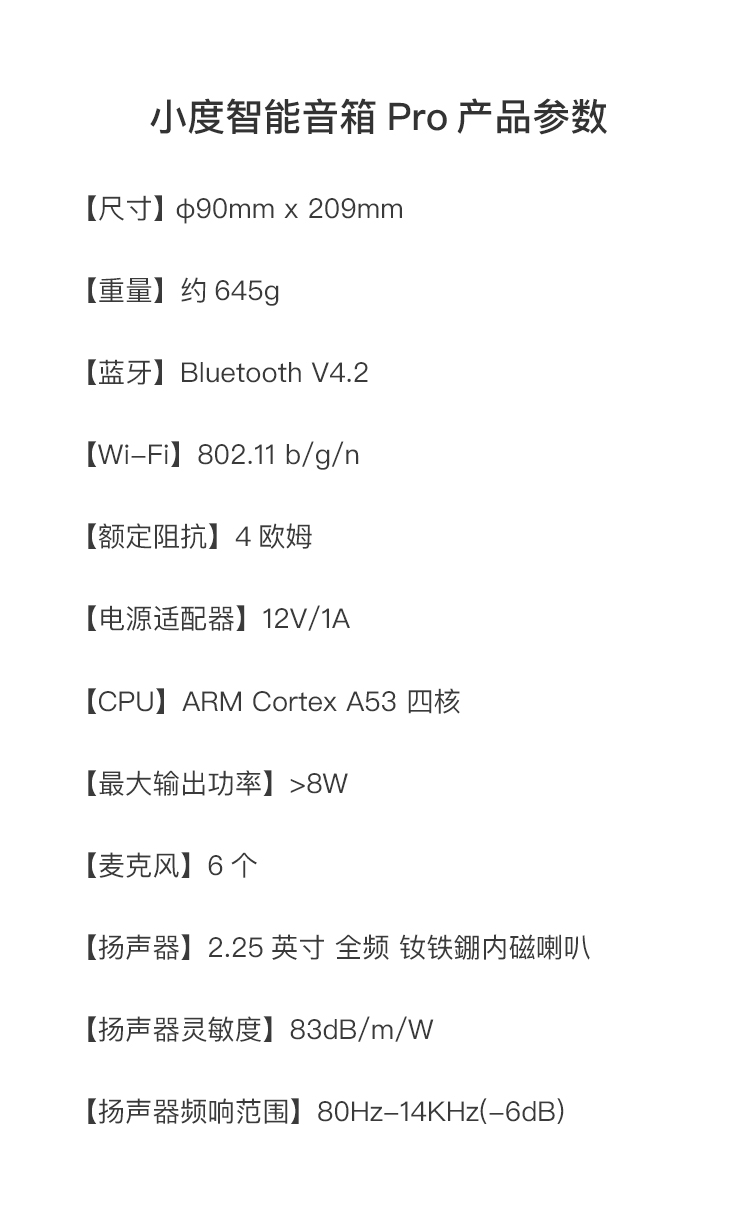 小度智能音箱 Pro 产品参数
【尺寸】φ90mm x 209mm
【重量】约 645g
【蓝牙】Bluetooth V4.2
【Wi-Fi】802.11 b/g/n
【额定阻抗】4 欧姆
【电源适配器】12V/1A
【CPU】ARM Cortex A53 四核
【最大输出功率】>8W
【麦克风】6 个
【扬声器】2.25 英寸 全频 钕铁錋内磁喇叭
【扬声器灵敏度】83dB/m/W
【扬声器频响范围】80Hz-14KHz(-6dB)